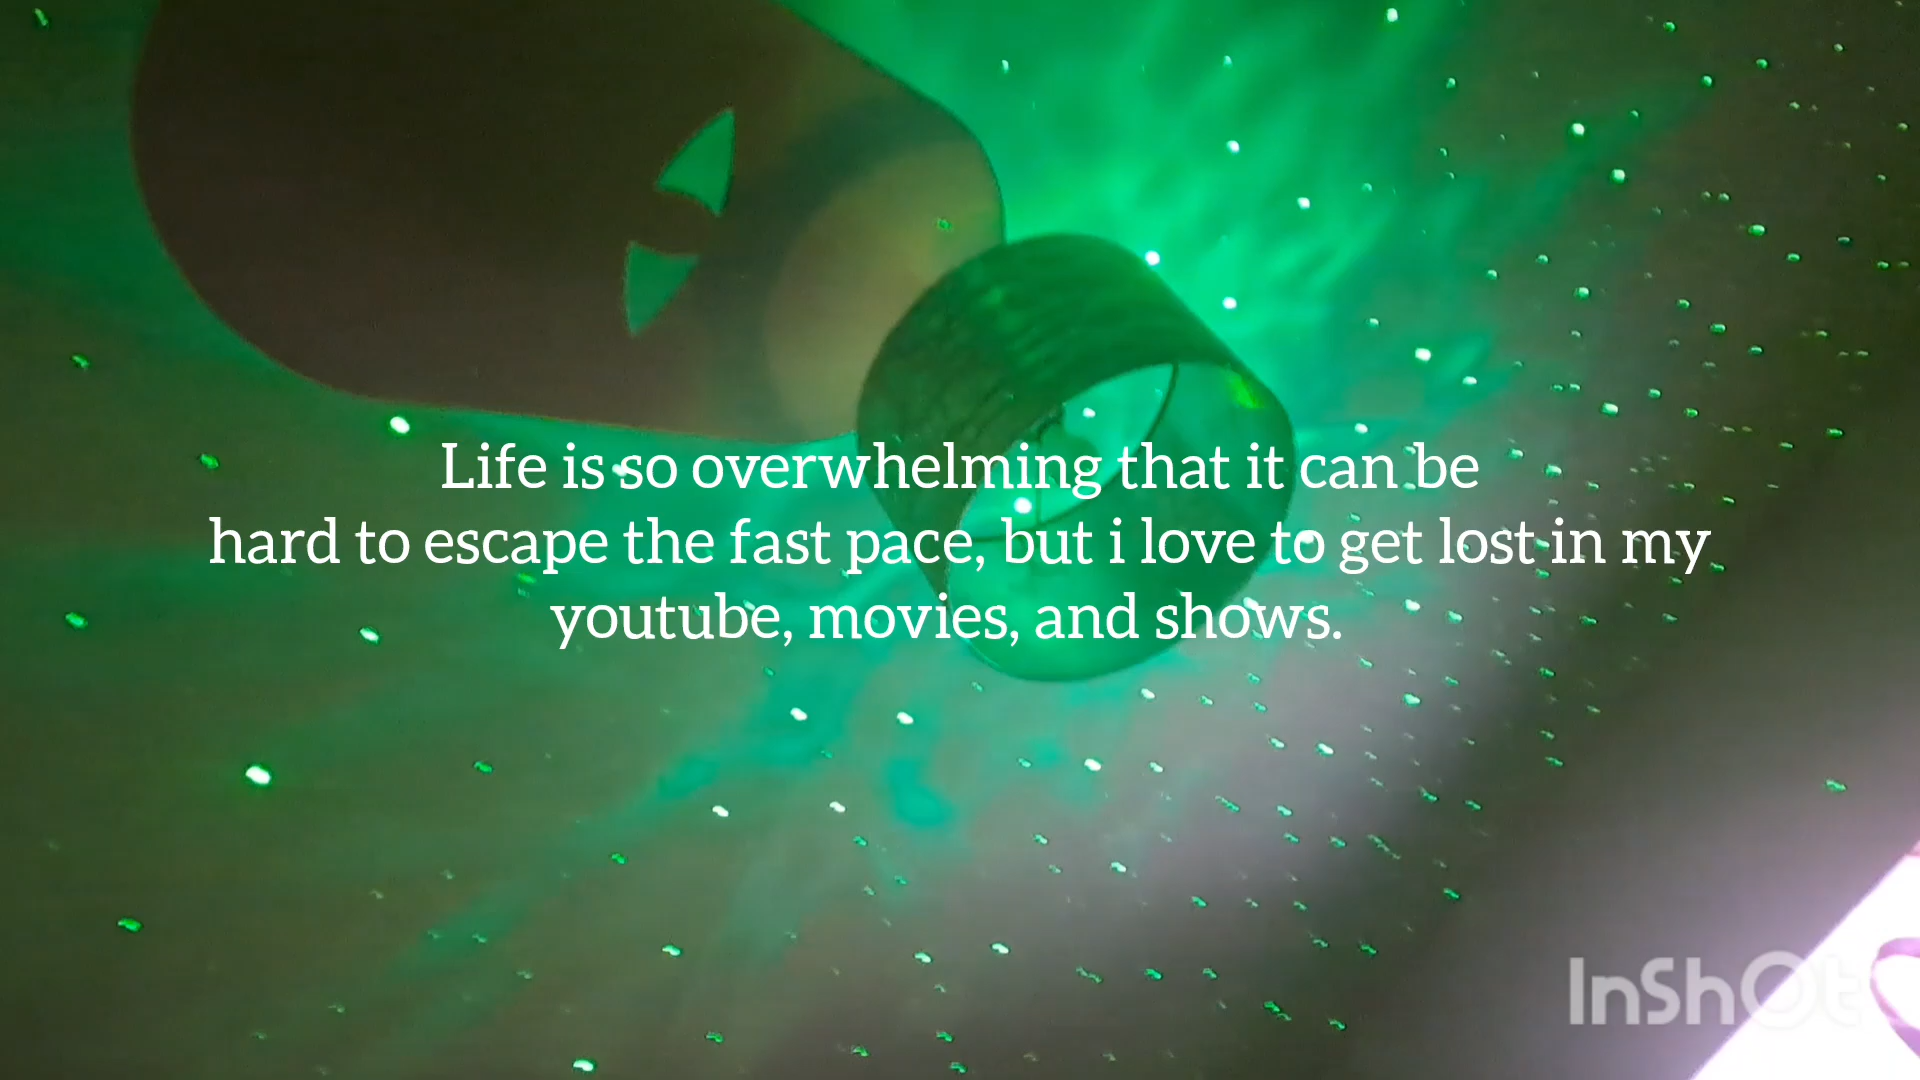 Life is so overwhelming that it can be
hard to escape the fast pace, but i love to get lost in my
youtube, movies, and shows.
InShOt